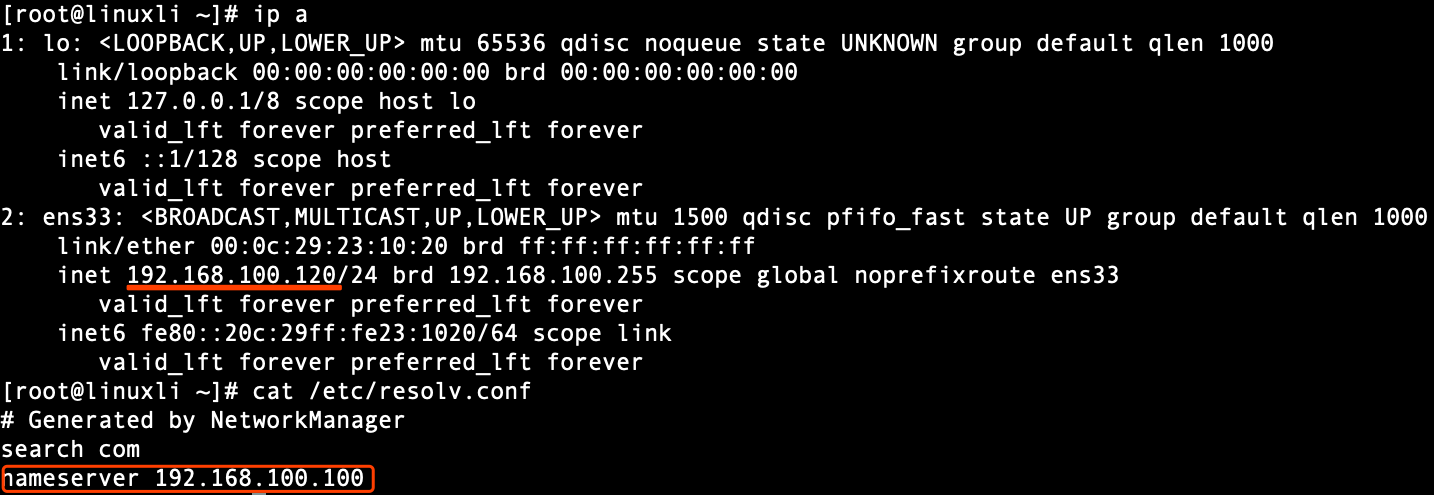 [root@linuxli ~]# ip a
1: lo: <LOOPBACK,UP,LOWER_UP> mtu 65536 qdisc noqueue state UNKNOWN group default qlen 1000
    link/loopback 00:00:00:00:00:00 brd 00:00:00:00:00:00
    inet 127.0.0.1/8 scope host lo
       valid_lft forever preferred_lft forever
    inet6 ::1/128 scope host
       valid_lft forever preferred_lft forever
2: ens33: <BROADCAST,MULTICAST,UP,LOWER_UP> mtu 1500 qdisc pfifo_fast state UP group default qlen 1000
    link/ether 00:0c:29:23:10:20 brd ff:ff:ff:ff:ff:ff
    inet 192.168.100.120/24 brd 192.168.100.255 scope global noprefixroute ens33
       valid_lft forever preferred_lft forever
    inet6 fe80::20c:29ff:fe23:1020/64 scope link
       valid_lft forever preferred_lft forever
[root@linuxli ~]# cat /etc/resolv.conf
# Generated by NetworkManager
search com
nameserver 192.168.100.100